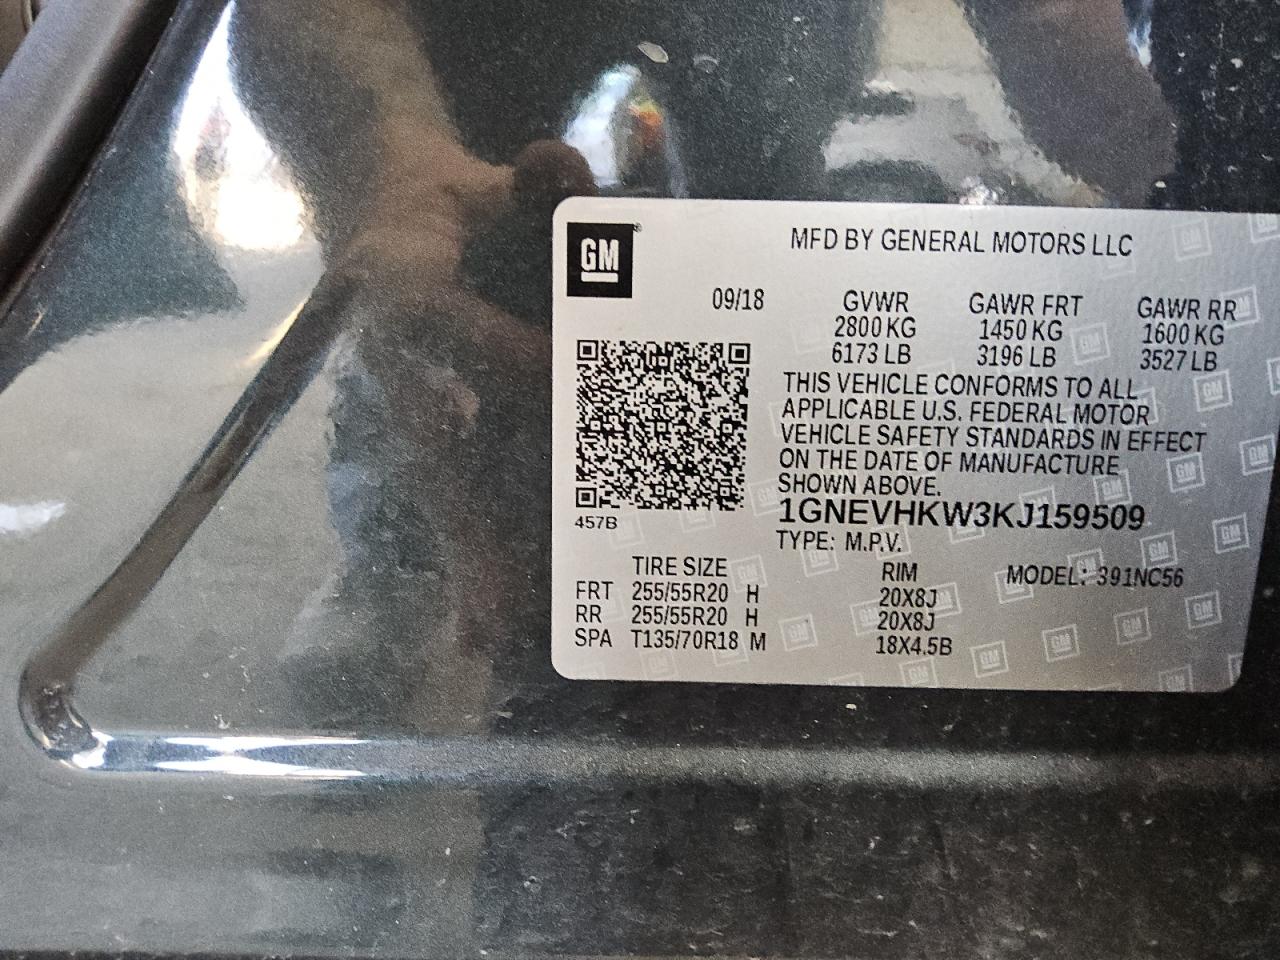 GM
MFD BY GENERAL MOTORS LLC
09/18 GVWR GAWR FRT GAWR RR
2800 KG 1450 KG 1600 KG
6173 LB 3196 LB 3527 LB
THIS VEHICLE CONFORMS TO ALL
APPLICABLE U.S. FEDERAL MOTOR
VEHICLE SAFETY STANDARDS IN EFFECT
ON THE DATE OF MANUFACTURE
SHOWN ABOVE.
1GNEVHKW3KJ159509
457B
TYPE: M.P.V.
TIRE SIZE RIM MODEL: 391NC56
FRT 255/55R20 H 20X8J
RR 255/55R20 H 20X8J
SPA T135/70R18 M 18X4.5B